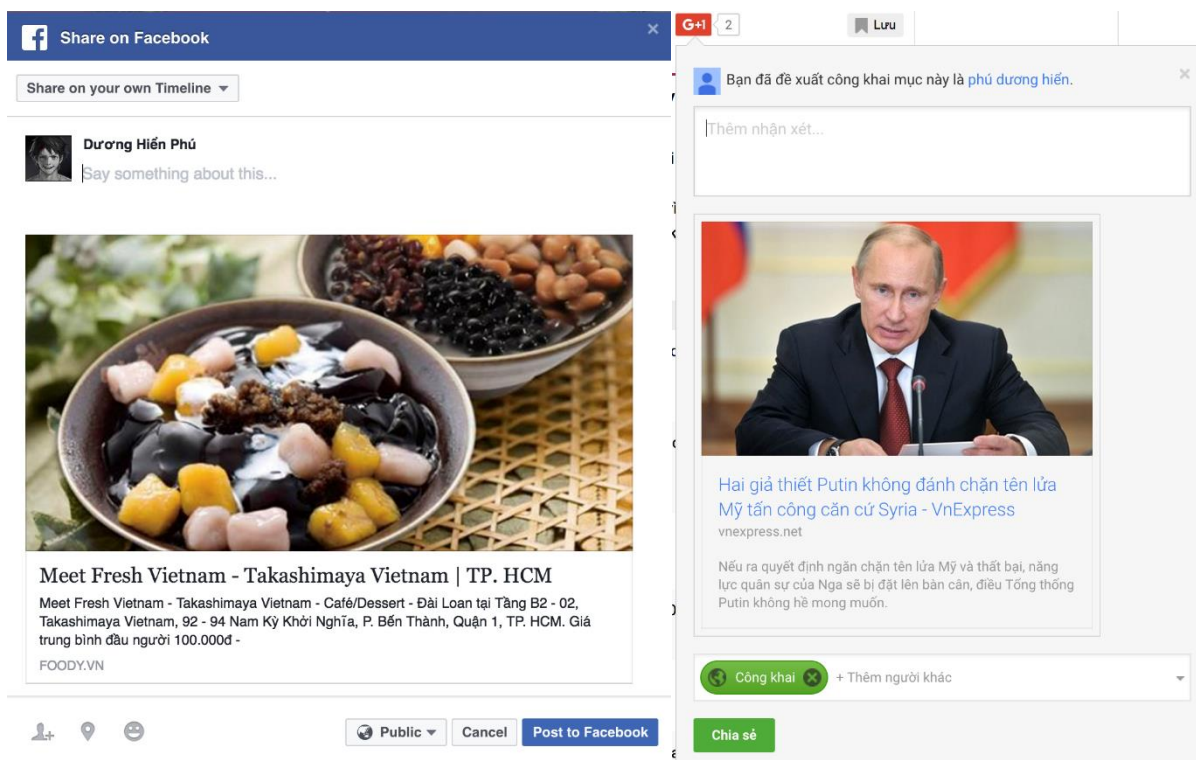 Share on Facebook
Share on your own Timeline
Dương Hiển Phú
Say something about this...
Meet Fresh Vietnam - Takashimaya Vietnam | TP. HCM
Meet Fresh Vietnam - Takashimaya Vietnam - Café/Dessert - Đài Loan tại Tầng B2 - 02,
Takashimaya Vietnam, 92 - 94 Nam Kỳ Khởi Nghĩa, P. Bến Thành, Quận 1, TP. HCM. Giá
trung bình đầu người 100.000đ -
FOODY.VN
Public
Cancel
Post to Facebook
G+1
2
Lưu
Bạn đã đề xuất công khai mục này là phú dương hiển.
Thêm nhận xét...
Hai giả thiết Putin không đánh chặn tên lửa
Mỹ tấn công căn cứ Syria - VnExpress
vnexpress.net
Nếu ra quyết định ngăn chặn tên lửa Mỹ và thất bại, năng
lực quân sự của Nga sẽ bị đặt lên bàn cân, điều Tổng thống
Putin không hề mong muốn.
Công khai
+ Thêm người khác
Chia sẻ